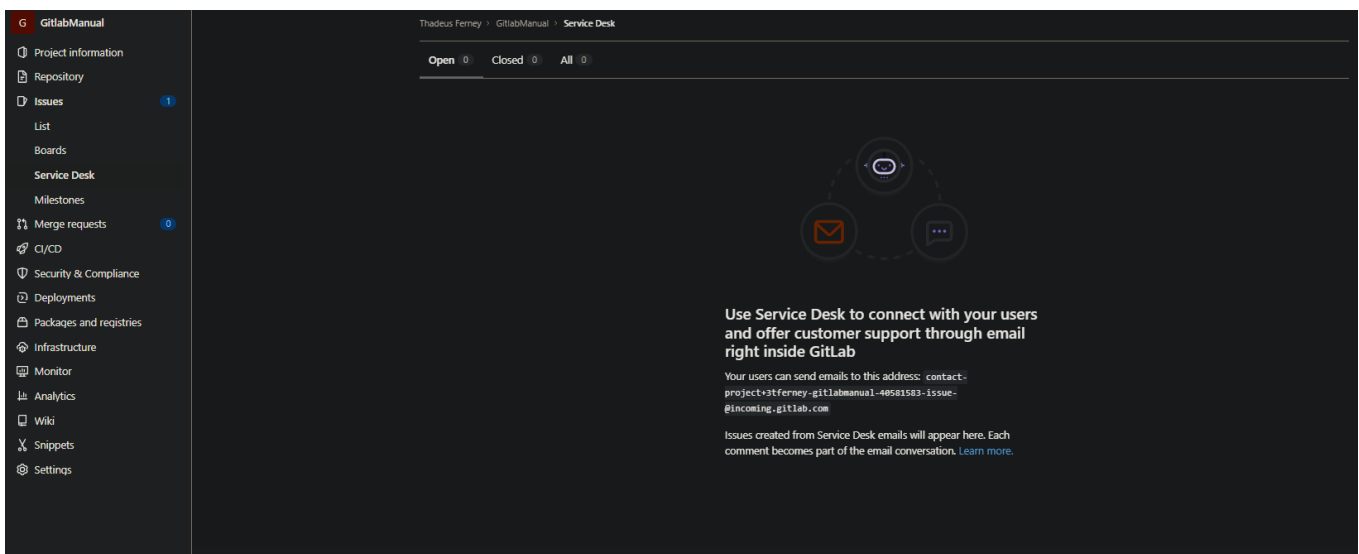 G GitlabManual
Thadeus Ferney > GitlabManual > Service Desk
Project information
Repository
Issues 1
List
Boards
Service Desk
Milestones
Merge requests 0
CI/CD
Security & Compliance
Deployments
Packages and registries
Infrastructure
Monitor
Analytics
Wiki
Snippets
Settings
Open 0 Closed 0 All 0
Use Service Desk to connect with your users
and offer customer support through email
right inside GitLab
Your users can send emails to this address: contact-
project+3tferney-gitlabmanual-40581583-issue-
@incoming.gitlab.com
Issues created from Service Desk emails will appear here. Each
comment becomes part of the email conversation. Learn more.